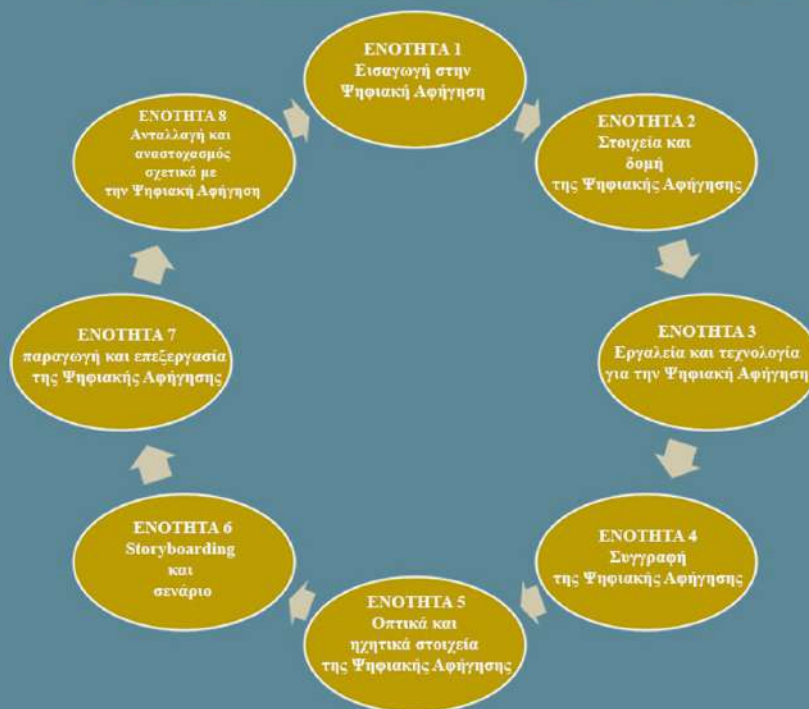 ΕΝΟΤΗΤΑ 1
Εισαγωγή στην
Ψηφιακή Αφήγηση
ΕΝΟΤΗΤΑ 2
Στοιχεία και
δομή
της Ψηφιακής Αφήγησης
ΕΝΟΤΗΤΑ 3
Εργαλεία και τεχνολογία
για την Ψηφιακή Αφήγηση
ΕΝΟΤΗΤΑ 4
Συγγραφή
της Ψηφιακής Αφήγησης
ΕΝΟΤΗΤΑ 5
Οπτικά και
ηχητικά στοιχεία
της Ψηφιακής Αφήγησης
ΕΝΟΤΗΤΑ 6
Storyboarding
και
σενάριο
ΕΝΟΤΗΤΑ 7
παραγωγή και επεξεργασία
της Ψηφιακής Αφήγησης
ΕΝΟΤΗΤΑ 8
Ανταλλαγή και
αναστοχασμός
σχετικά με
την Ψηφιακή Αφήγηση